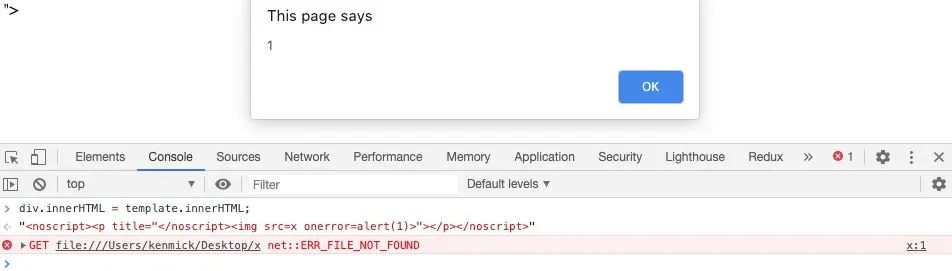 ">
This page says
1
OK
Elements Console Sources Network Performance Memory Application Security Lighthouse Redux » 1
top ▼ Filter Default levels ▼
> div.innerHTML = template.innerHTML;
"<noscript><p title="</noscript><img src=x onerror=alert(1)>"></p></noscript>"
GET file:///Users/kenmick/Desktop/x net::ERR_FILE_NOT_FOUND x:1
>